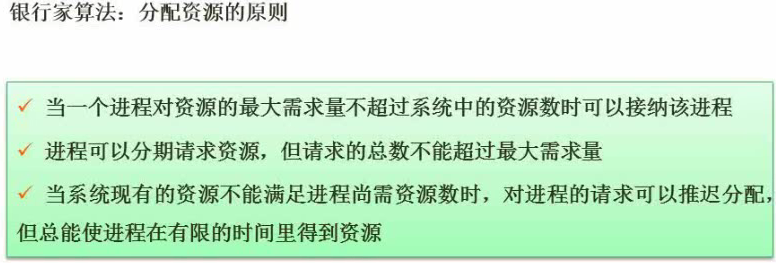 银行家算法：分配资源的原则
✓ 当一个进程对资源的最大需求量不超过系统中的资源数时可以接纳该进程
✓ 进程可以分期请求资源，但请求的总数不能超过最大需求量
✓ 当系统现有的资源不能满足进程尚需资源数时，对进程的请求可以推迟分配，
但总能使进程在有限的时间里得到资源